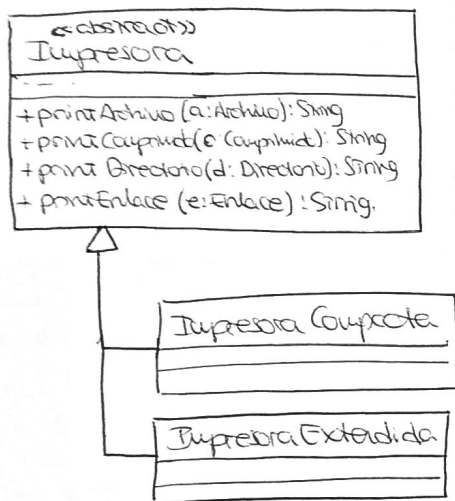 <<abstract>>
Impresora
+printArchivo (a:Archivo): String
+printComprimido(c:Comprimido): String
+printDirectorio(d:Directorio): String
+printEnlace (e:Enlace): String.
Impresora Compacta
Impresora Extendida